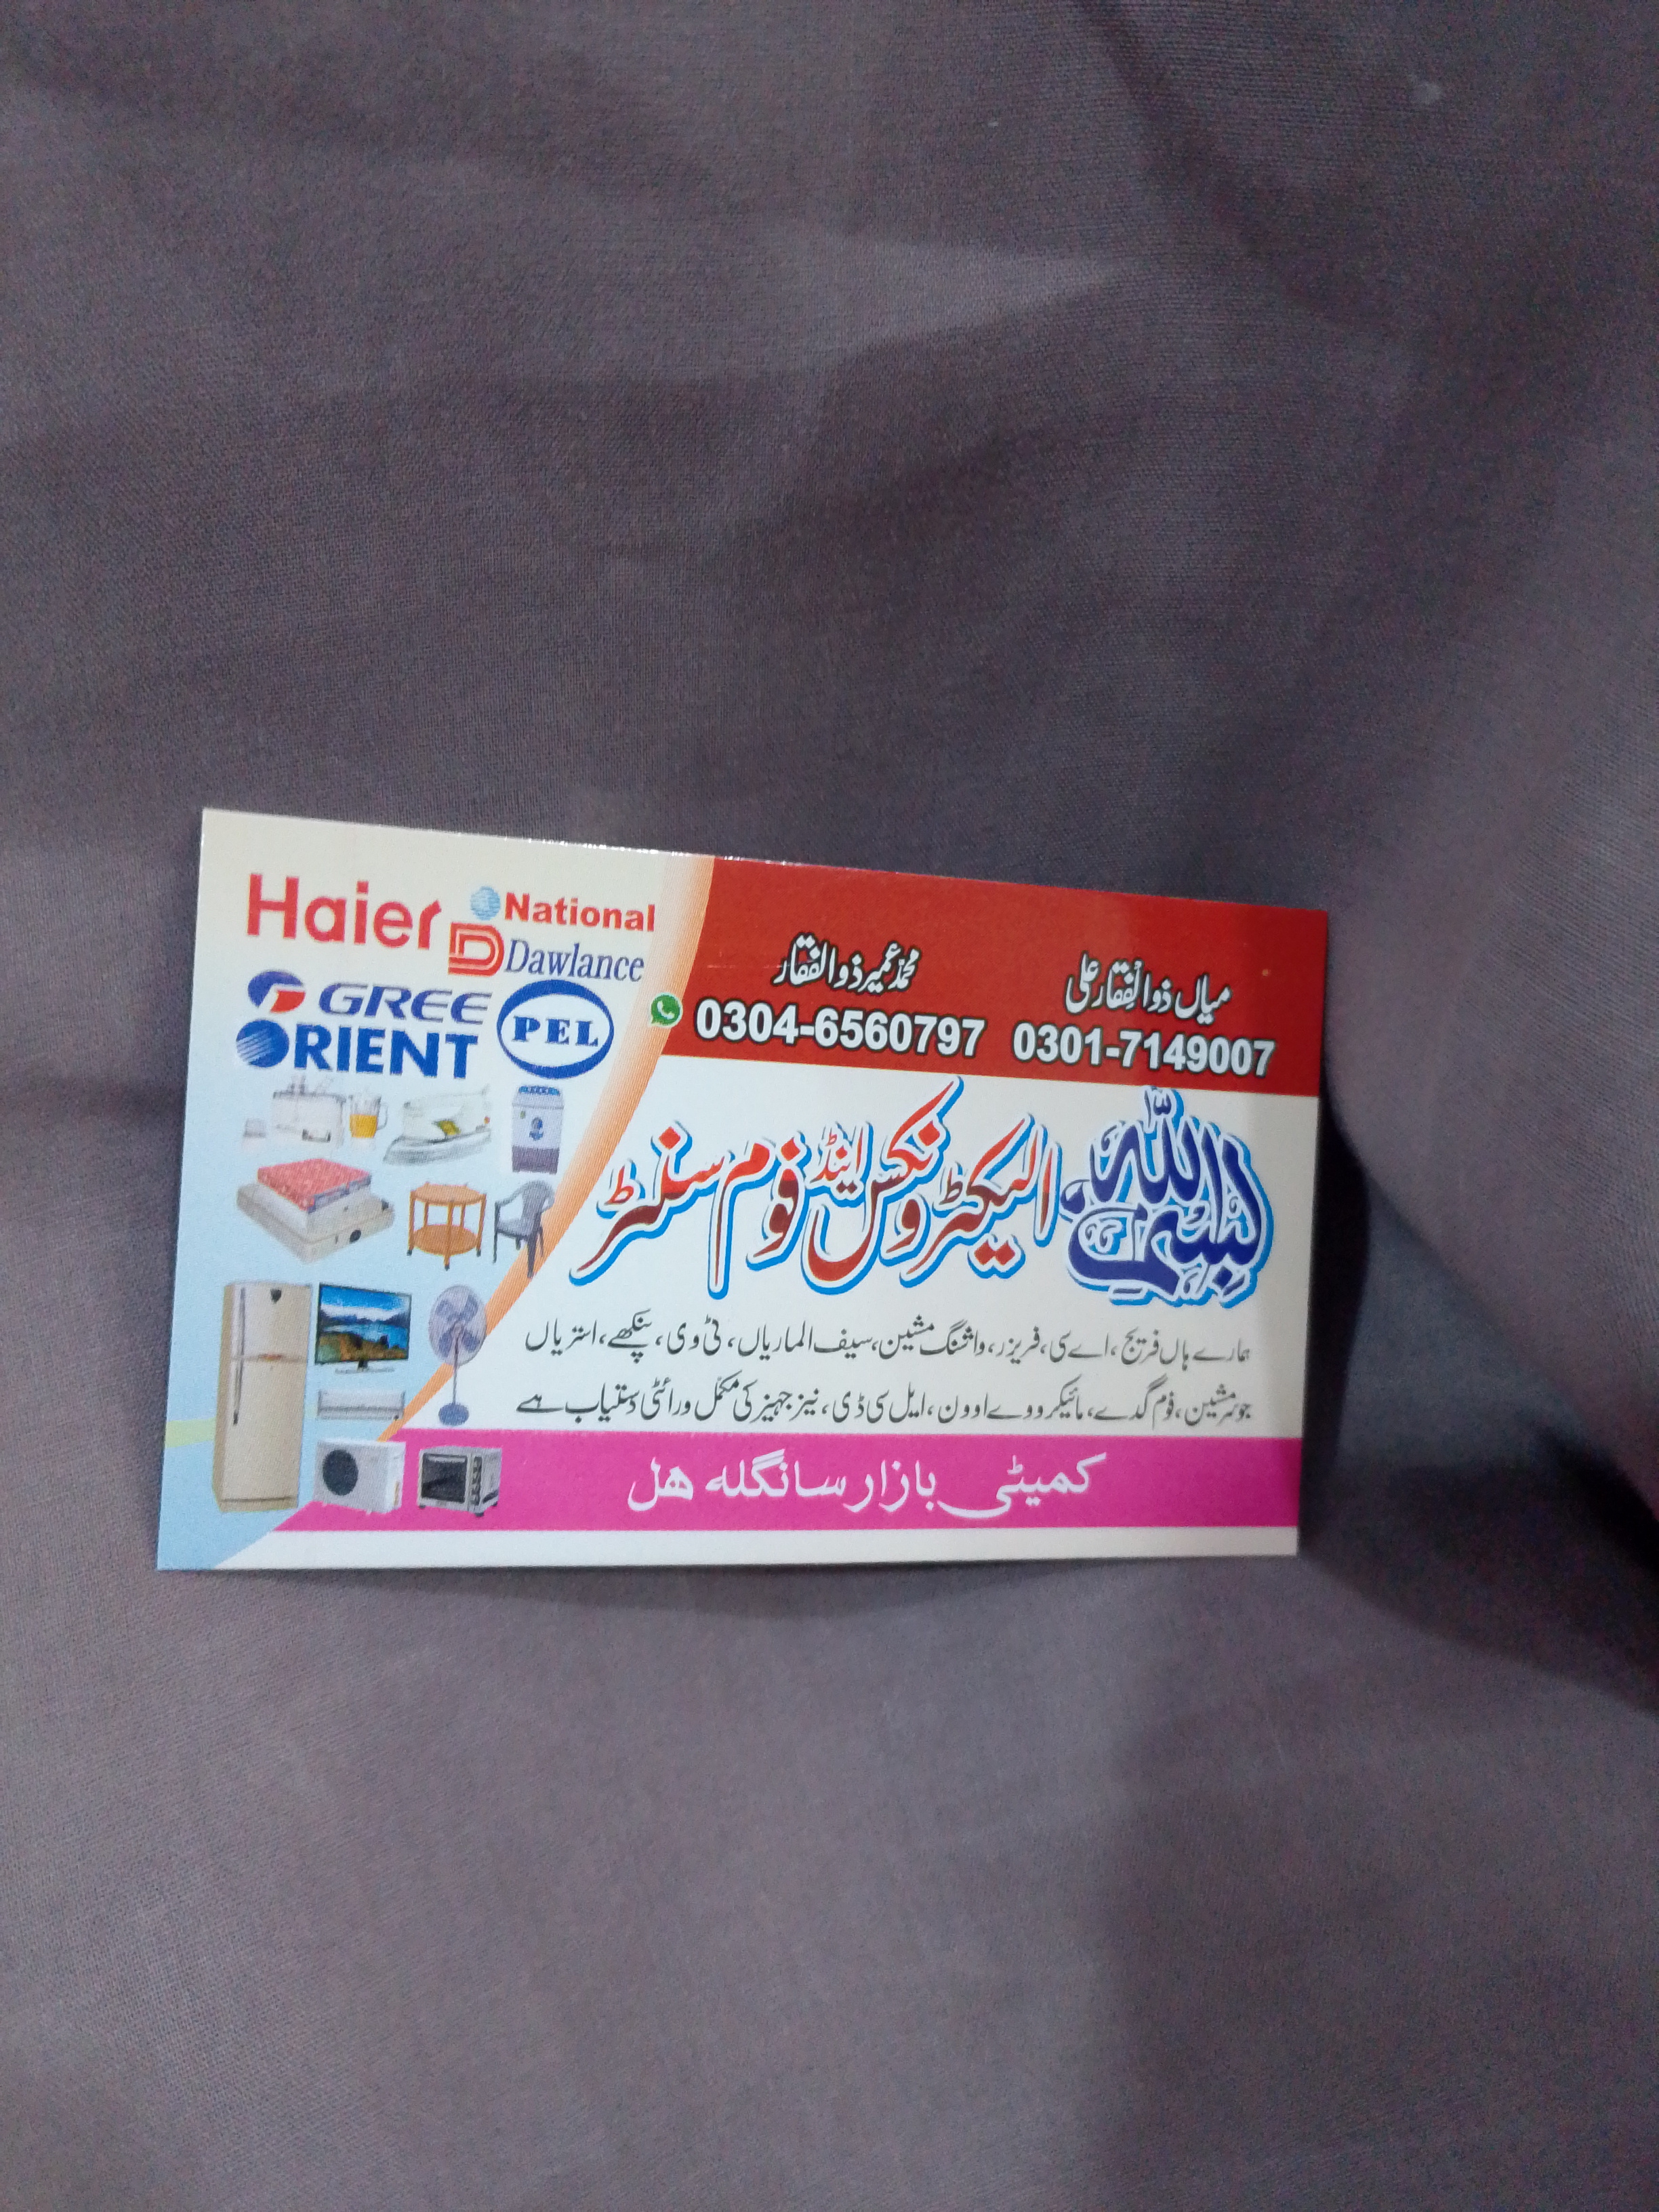 Haier
National
Dawlance
GREE
PEL
ORIENT
میاں ذوالفقار علی
0301-7149007
محمد عمیر ذوالفقار
0304-6560797
بسم اللہ الیکٹرونکس اینڈ فوم سنٹر
ہمارے ہاں فریج، اے سی، فریزر، واشنگ مشین، سیف الماریاں، ٹی وی، پنکھے، استریاں
جوسر مشین، فوم گدے، مائیکرو وے اوون، ایل سی ڈی، نیز جہیز کی مکمل ورائٹی دستیاب ہے
کمیٹی بازار سانگلہ ھل